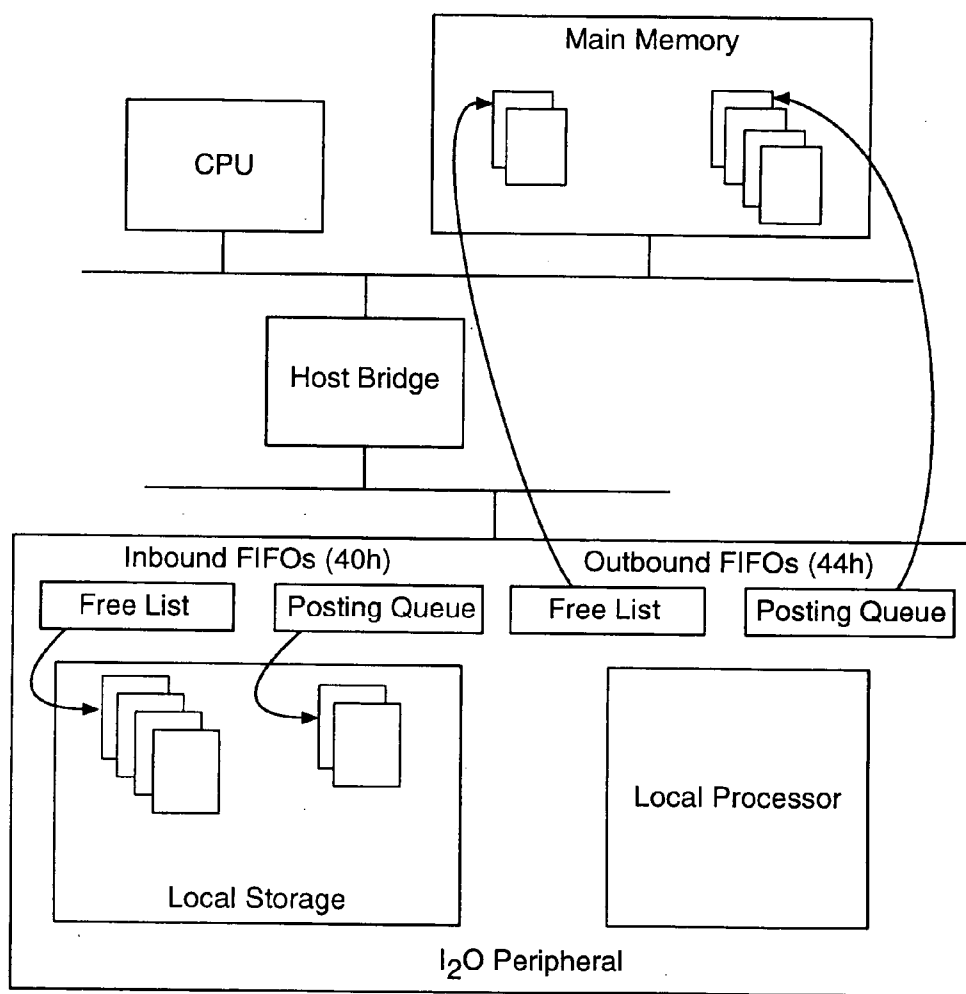 Main Memory
CPU
Host Bridge
Inbound FIFOs (40h)
Outbound FIFOs (44h)
Free List
Posting Queue
Free List
Posting Queue
Local Processor
Local Storage
I₂O Peripheral